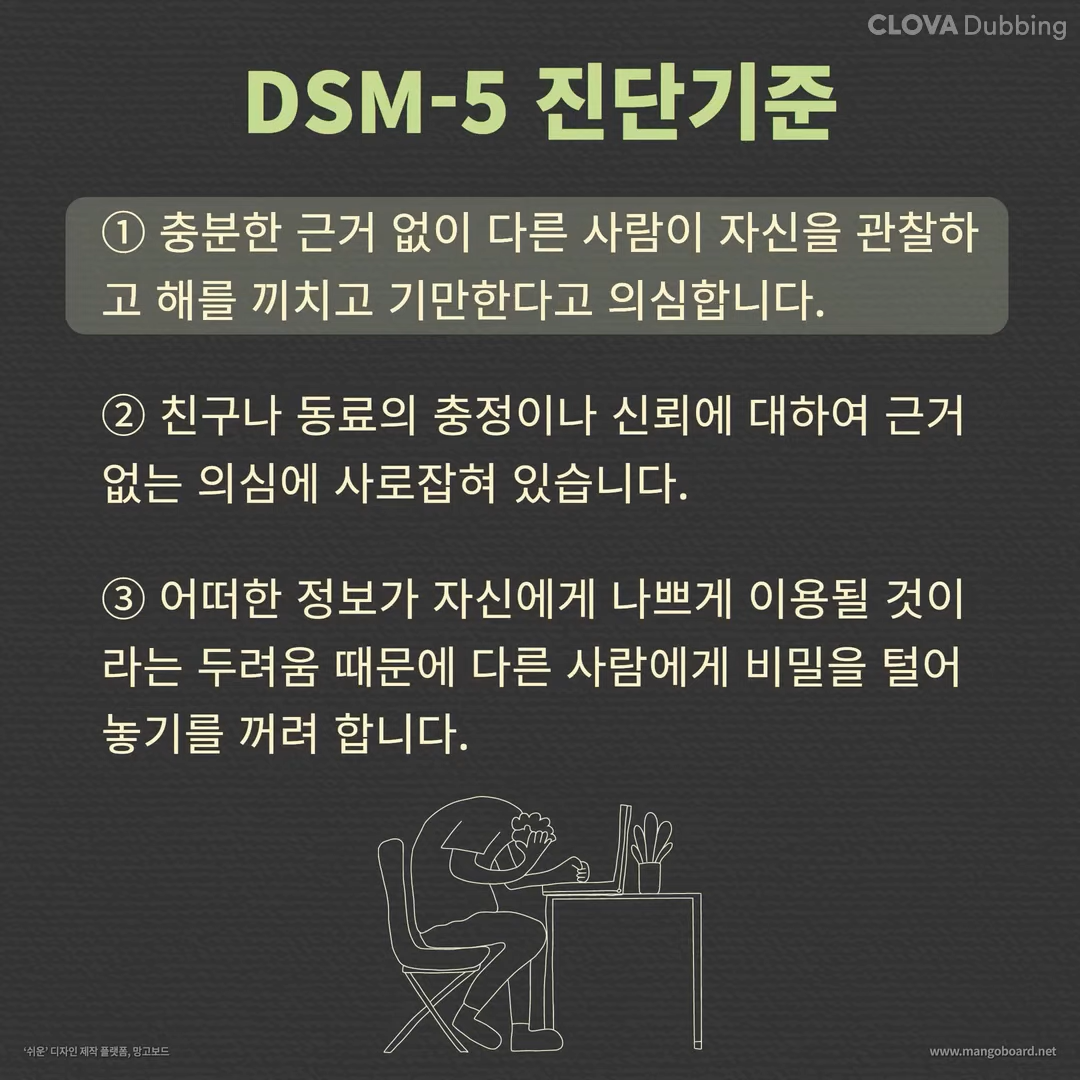 CLOVA Dubbing
DSM-5 진단기준
① 충분한 근거 없이 다른 사람이 자신을 관찰하
고 해를 끼치고 기만한다고 의심합니다.
② 친구나 동료의 충정이나 신뢰에 대하여 근거
없는 의심에 사로잡혀 있습니다.
③ 어떠한 정보가 자신에게 나쁘게 이용될 것이
라는 두려움 때문에 다른 사람에게 비밀을 털어
놓기를 꺼려 합니다.
'쉬운' 디자인 제작 플랫폼, 망고보드
www.mangoboard.net